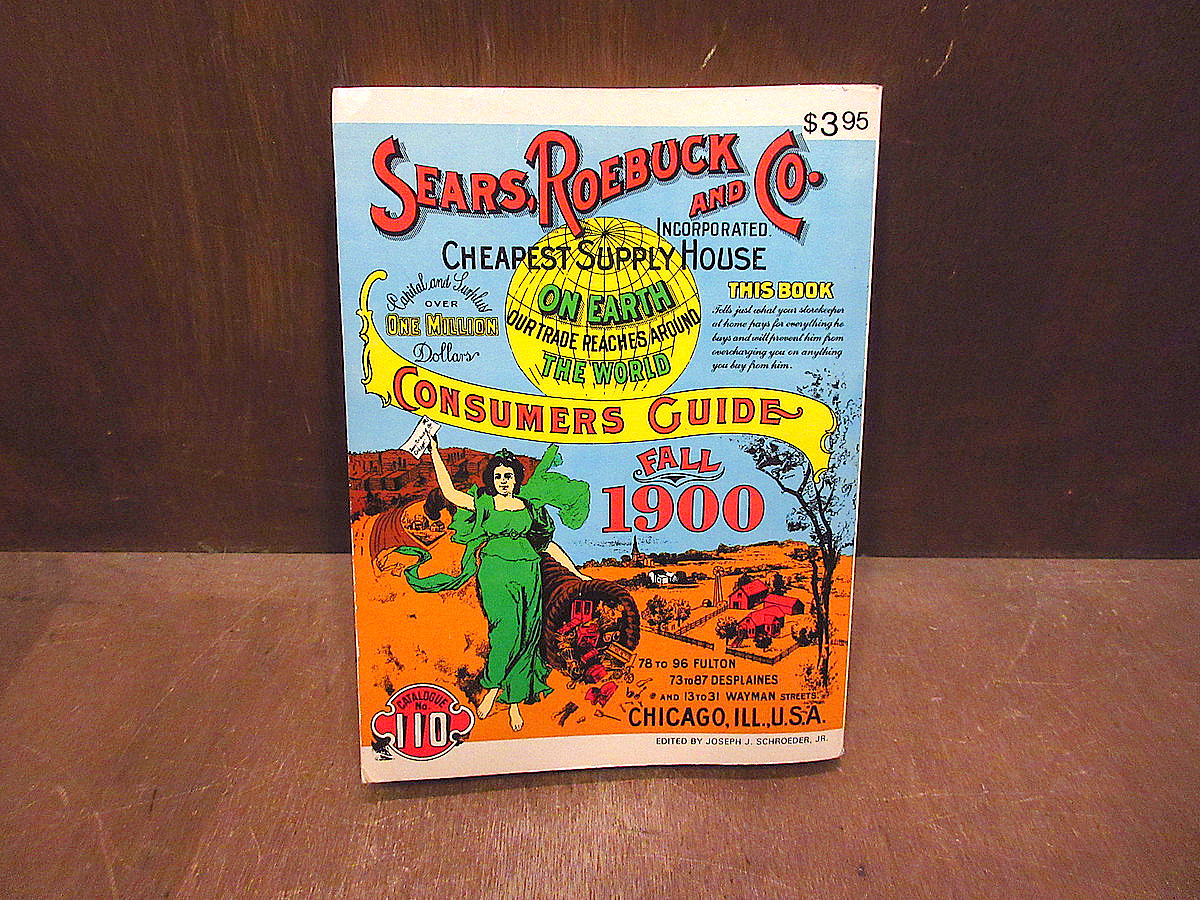 $3.95
SEARS, ROEBUCK AND CO.
INCORPORATED.
CHEAPEST SUPPLY HOUSE
ON EARTH
OUR TRADE REACHES AROUND
THE WORLD
Capital and Surplus
OVER
ONE MILLION
Dollars
THIS BOOK
Tells just what your storekeeper
at home pays for everything he
buys and will prevent him from
overcharging you on anything
you buy from him.
CONSUMERS GUIDE
FALL
1900
78 TO 96 FULTON
73 TO 87 DESPLAINES
AND 13 TO 31 WAYMAN STREETS.
CHICAGO, ILL., U.S.A.
CATALOGUE
No.
110
EDITED BY JOSEPH J. SCHROEDER, JR.